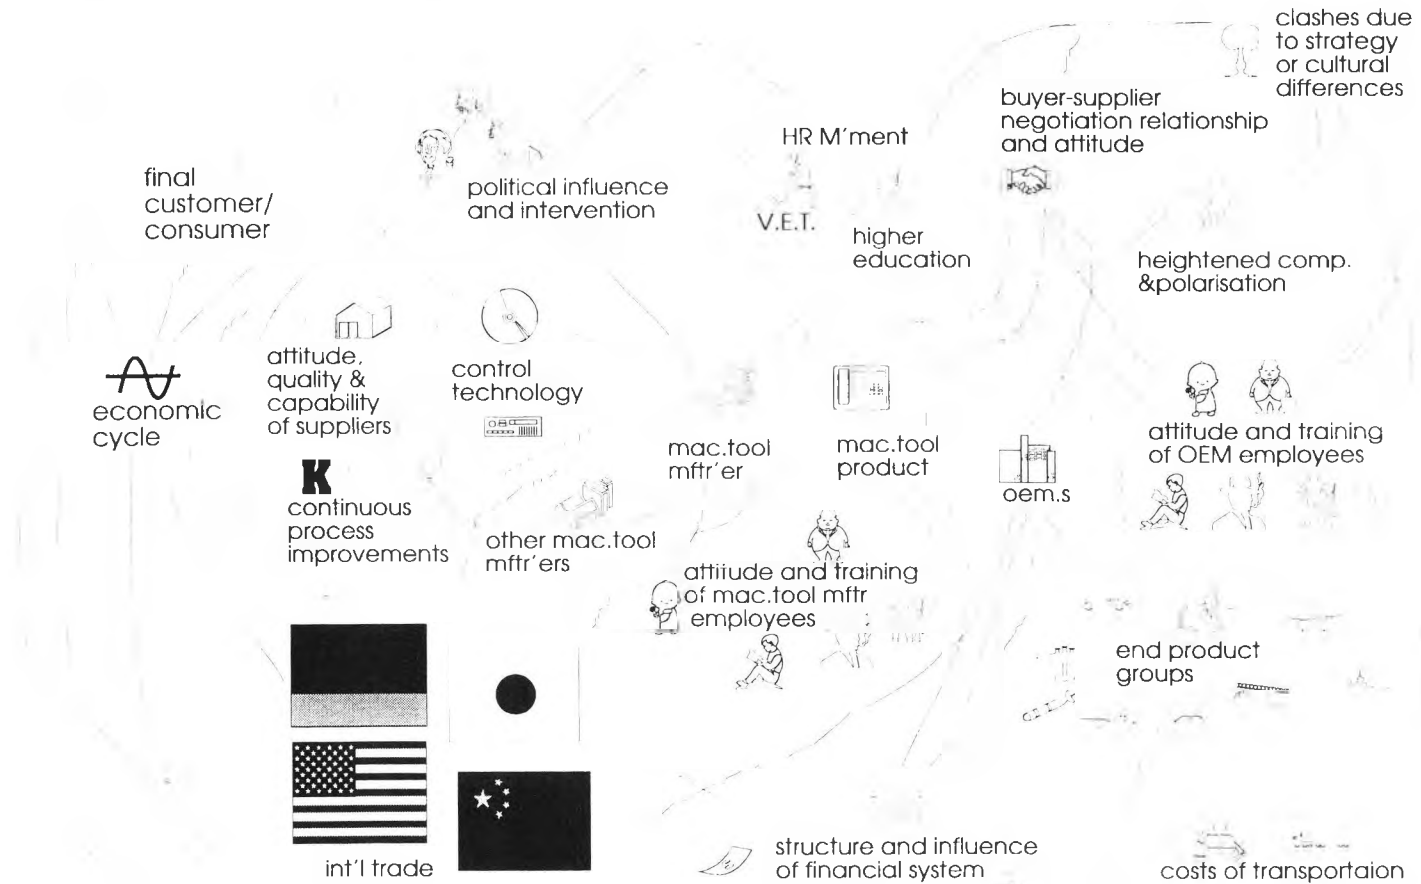 clashes due
to strategy
or cultural
differences
buyer-supplier
negotiation relationship
and attitude
HR M'ment
final
customer/
consumer
political influence
and intervention
V.E.T.
higher
education
heightened comp.
&polarisation
attitude,
quality &
capability
of suppliers
control
technology
economic
cycle
mac.tool
mftr'er
mac.tool
product
attitude and training
of OEM employees
oem.s
K
continuous
process
improvements
other mac.tool
mftr'ers
attitude and training
of mac.tool mftr
employees
end product
groups
int'l trade
structure and influence
of financial system
costs of transportaion